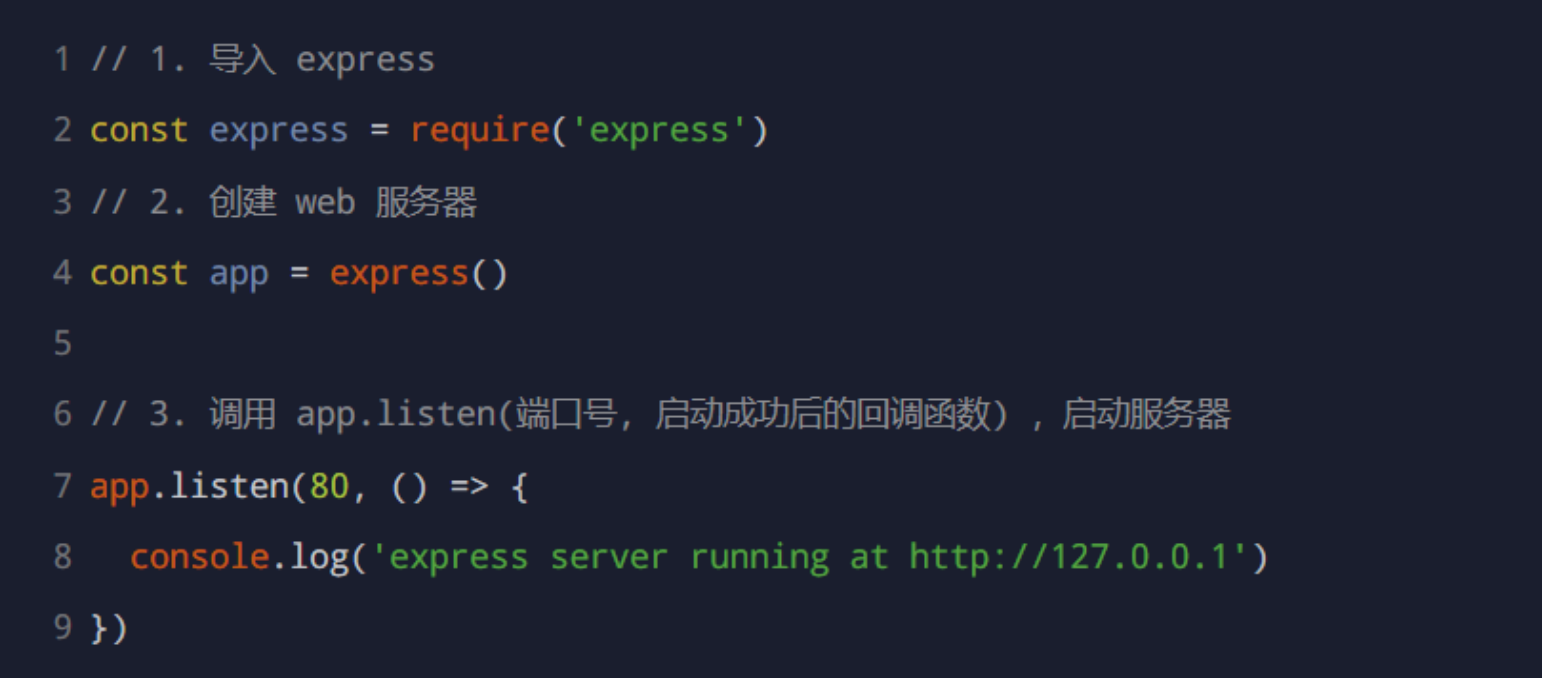 1 // 1. 导入 express
2 const express = require('express')
3 // 2. 创建 web 服务器
4 const app = express()
5
6 // 3. 调用 app.listen(端口号, 启动成功后的回调函数) , 启动服务器
7 app.listen(80, () => {
8   console.log('express server running at http://127.0.0.1')
9 })